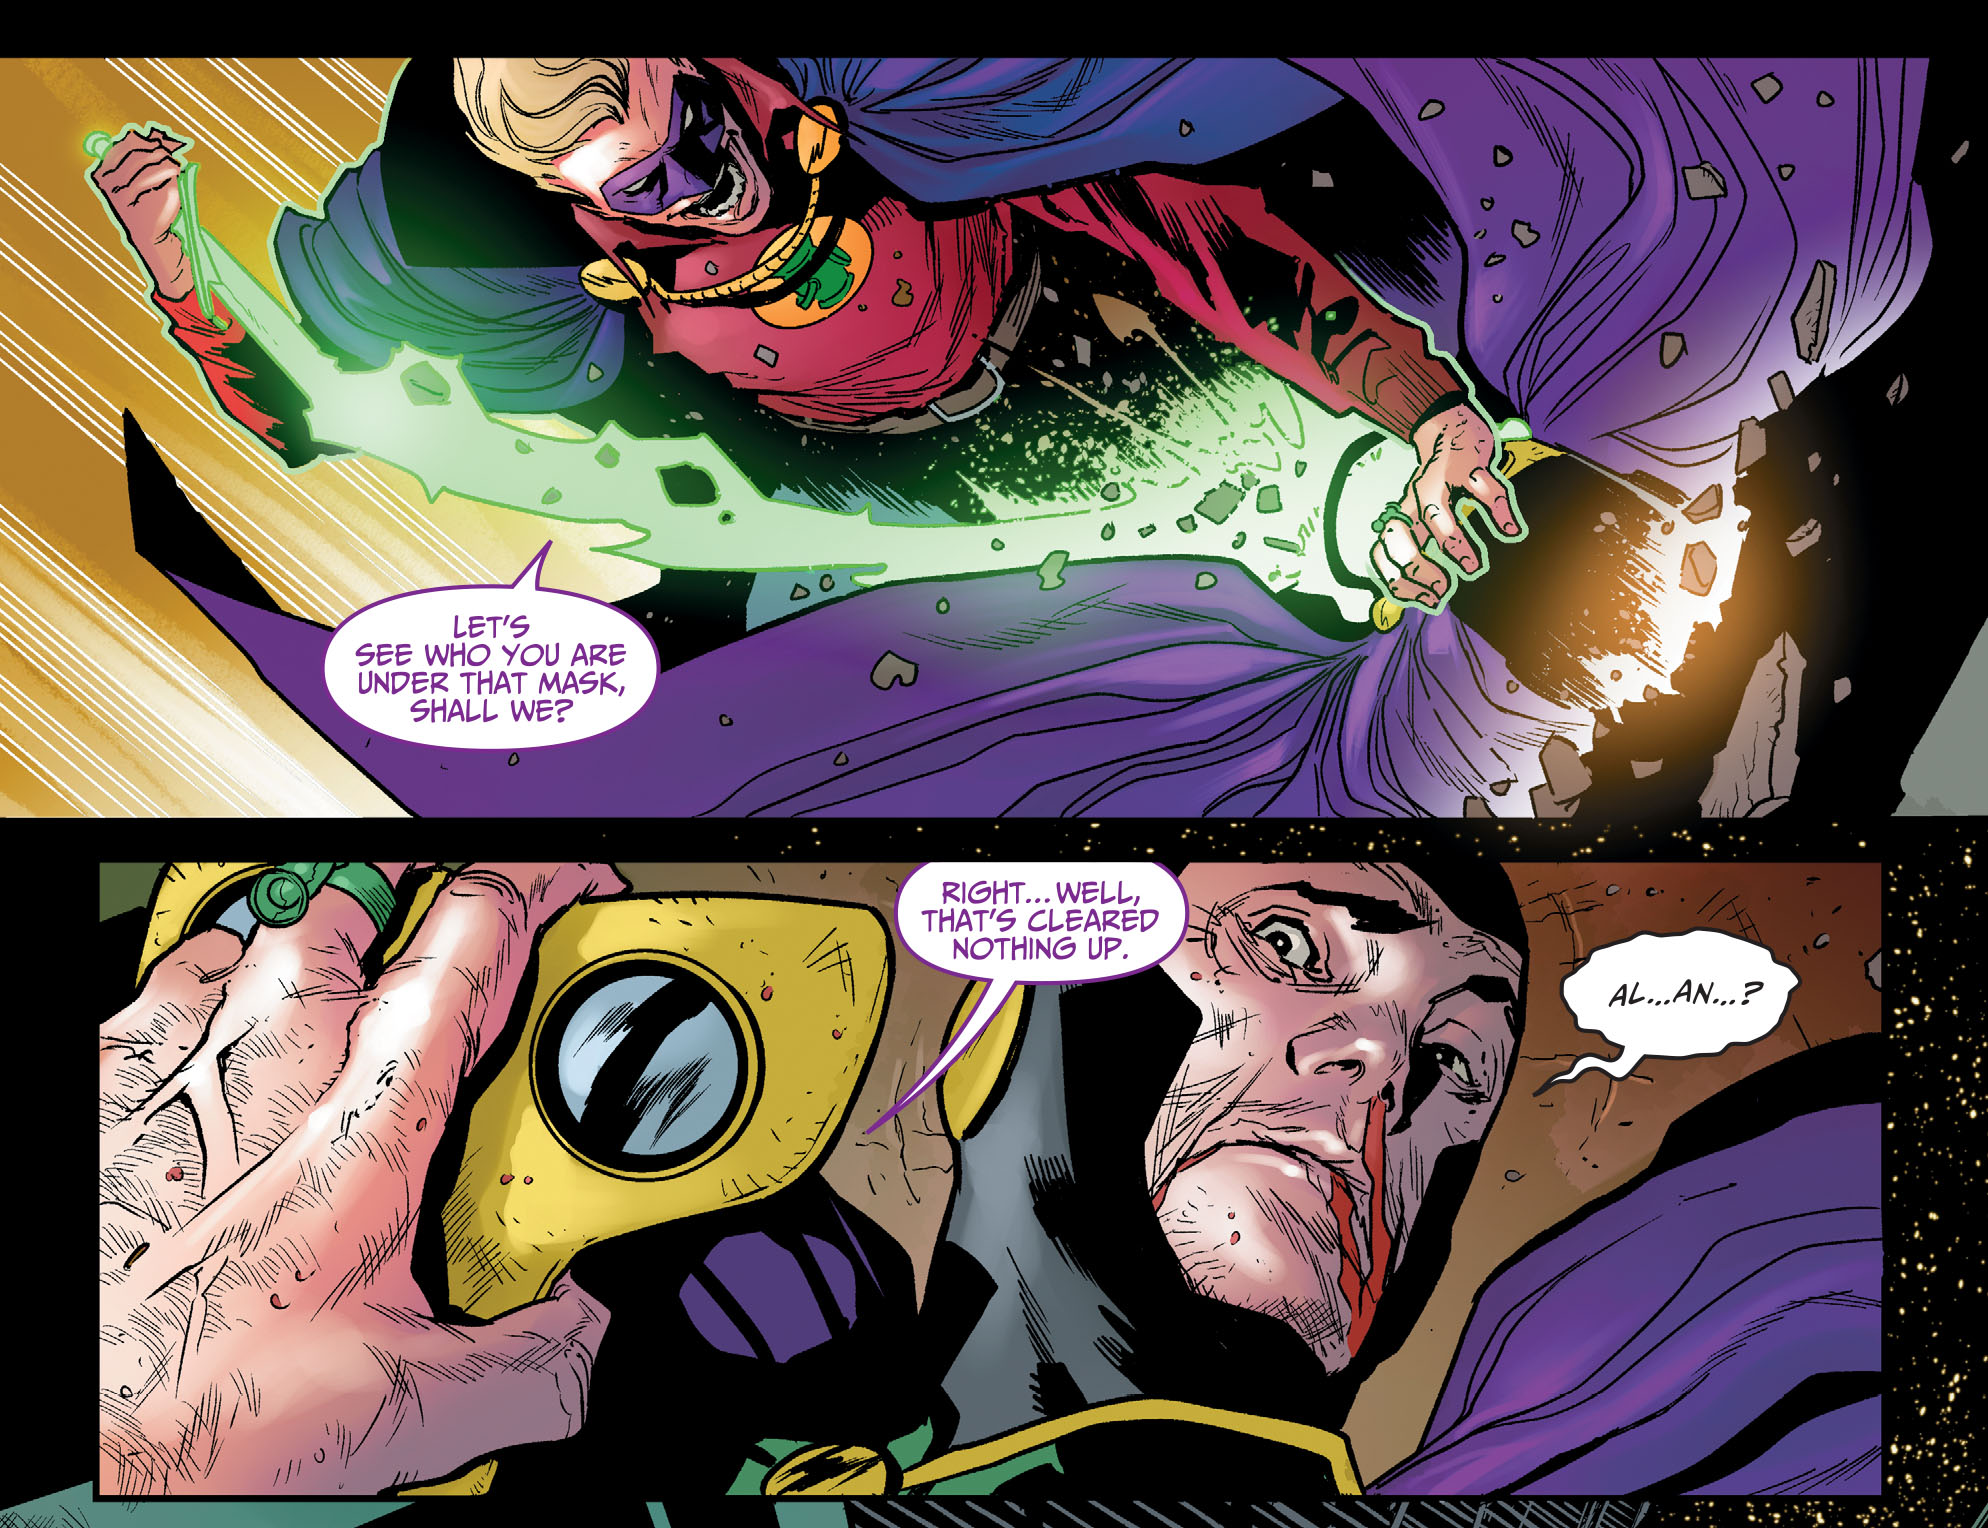 LET'S
SEE WHO YOU ARE
UNDER THAT MASK,
SHALL WE?
RIGHT...WELL,
THAT'S CLEARED
NOTHING UP.
AL...AN...?